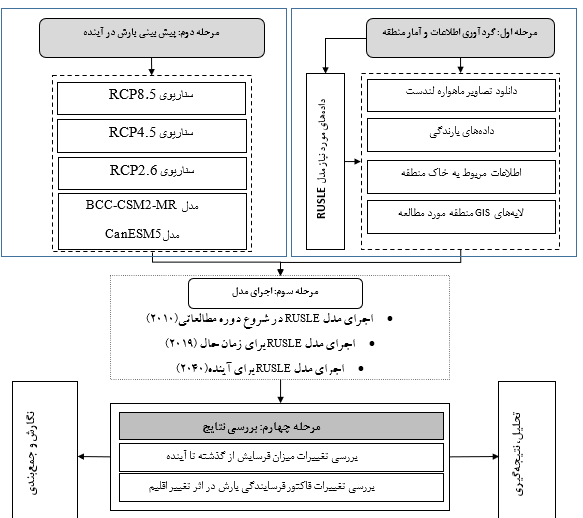 مرحله اول: گردآوری اطلاعات و آمار منطقه
داده‌های مورد نیاز مدل RUSLE
دانلود تصاویر ماهواره لندست
داده‌های بارندگی
اطلاعات مربوط به خاک منطقه
لایه‌های GIS منطقه مورد مطالعه
مرحله دوم: پیش بینی بارش در آینده
سناریوی RCP8.5
سناریوی RCP4.5
سناریوی RCP2.6
مدل BCC-CSM2-MR
مدل CanESM5
مرحله سوم: اجرای مدل
• اجرای مدل RUSLE در شروع دوره مطالعاتی (۲۰۱۰)
• اجرای مدل RUSLE برای زمان حال (۲۰۱۹)
• اجرای مدل RUSLE برای آینده (۲۰۴۰)
مرحله چهارم: بررسی نتایج
بررسی تغییرات میزان فرسایش از گذشته تا آینده
بررسی تغییرات فاکتور فرسایندگی بارش در اثر تغییر اقلیم
تحلیل، نتیجه‌گیری
نگارش و جمع‌بندی